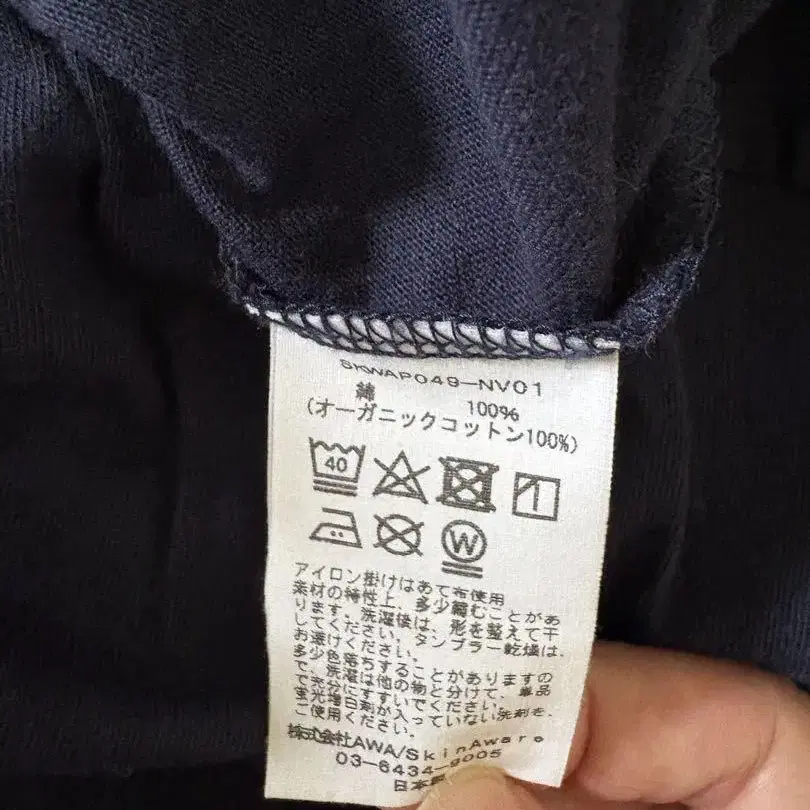 SKWAP049-NV01
綿 100%
(オーガニックコットン100%)
40
W
アイロン掛けはあて布使用
素材の特性上、多少縮むことがあ
ります。洗濯後は、形を整えて干
してください。タンブラー乾燥は、
お避けください。
多少色落ちすることがありますの
で、洗濯は他の物と分けて、単品
で充分にすすいでください。
蛍光増白剤が入っていない洗剤を、
ご使用ください。
株式会社AWA/SkinAware
03-6434-9005
日本製